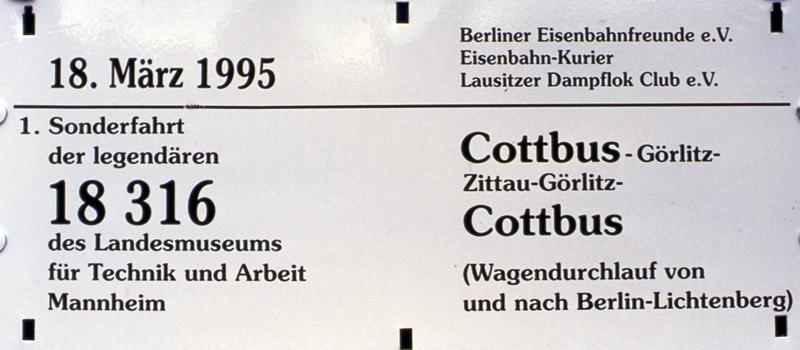 18. März 1995
Berliner Eisenbahnfreunde e.V.
Eisenbahn-Kurier
Lausitzer Dampflok Club e.V.
1. Sonderfahrt
der legendären
18 316
des Landesmuseums
für Technik und Arbeit
Mannheim
Cottbus - Görlitz-
Zittau-Görlitz-
Cottbus
(Wagendurchlauf von
und nach Berlin-Lichtenberg)